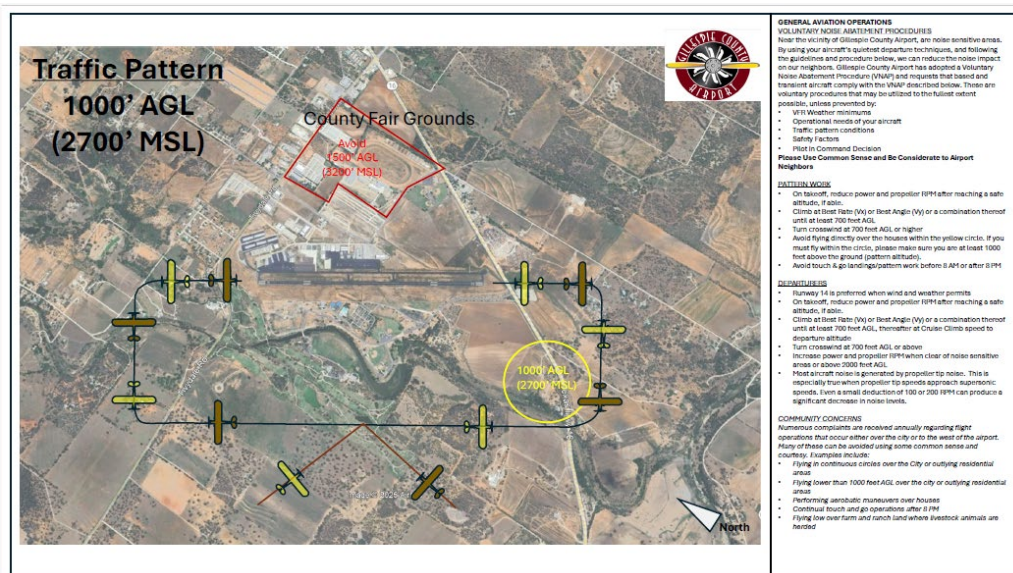 Traffic Pattern
1000' AGL
(2700' MSL)
County Fair Grounds
Avoid
1500' AGL
(3200' MSL)
GILLESPIE COUNTY
AIRPORT
1000' AGL
(2700' MSL)
North
GENERAL AVIATION OPERATIONS
VOLUNTARY NOISE ABATEMENT PROCEDURES
Near the vicinity of Gillespie County Airport, are noise sensitive areas.
By using your aircraft's quietest departure techniques, and following
the guidelines and procedure below, we can reduce the noise impact
on our neighbors. Gillespie County Airport has adopted a Voluntary
Noise Abatement Procedure (VNAP) and requests that based and
transient aircraft comply with the VNAP described below. These are
voluntary procedures that may be utilized to the fullest extent
possible, unless prevented by:
• VFR Weather minimums
Operational needs of your aircraft
• Traffic pattern conditions
• Safety Factors
• Pilot in Command Decision
Please Use Common Sense and Be Considerate to Airport
Neighbors
PATTERN WORK
• On takeoff, reduce power and propeller RPM after reaching a safe
altitude, if able.
• Climb at Best Rate (Vx) or Best Angle (Vy) or a combination thereof
until at least 700 feet AGL
• Turn crosswind at 700 feet AGL or higher
• Avoid flying directly over the houses within the yellow circle. If you
must fly within the circle, please make sure you are at least 1000
feet above the ground (pattern altitude).
• Avoid touch & go landings/pattern work before 8 AM or after 8 PM
DEPARTURERS
• Runway 14 is preferred when wind and weather permits
• On takeoff, reduce power and propeller RPM after reaching a safe
altitude, if able.
• Climb at Best Rate (Vx) or Best Angle (Vy) or a combination thereof
until at least 700 feet AGL, thereafter at Cruise Climb speed to
departure altitude
• Turn crosswind at 700 feet AGL or above
• Increase power and propeller RPM when clear of noise sensitive
areas or above 2000 feet AGL
• Most aircraft noise is generated by propeller tip noise. This is
especially true when propeller tip speeds approach supersonic
speeds. Even a small deduction of 100 or 200 RPM can produce a
significant decrease in noise levels.
COMMUNITY CONCERNS
Numerous complaints are received annually regarding flight
operations that occur either over the city or to the west of the airport.
Many of these can be avoided using some common sense and
courtesy. Examples include:
• Flying in continuous circles over the City or outlying residential
areas
• Flying lower than 1000 feet AGL over the city or outlying residential
areas
• Performing aerobatic maneuvers over houses
• Continual touch and go operations after 8 PM
• Flying low over farm and ranch land where livestock animals are
herded